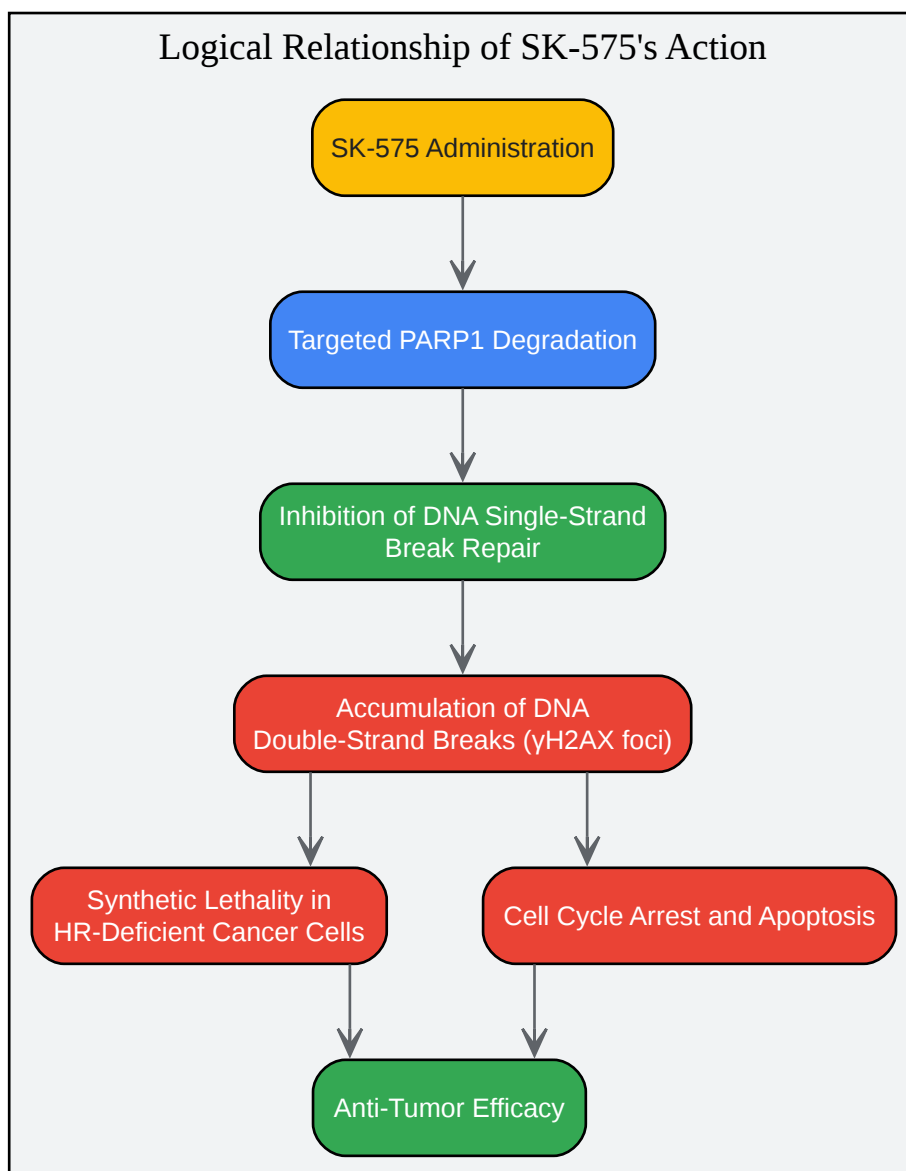 Logical Relationship of SK-575's Action
SK-575 Administration
Targeted PARP1 Degradation
Inhibition of DNA Single-Strand
Break Repair
Accumulation of DNA
Double-Strand Breaks (γH2AX foci)
Synthetic Lethality in
HR-Deficient Cancer Cells
Cell Cycle Arrest and Apoptosis
Anti-Tumor Efficacy